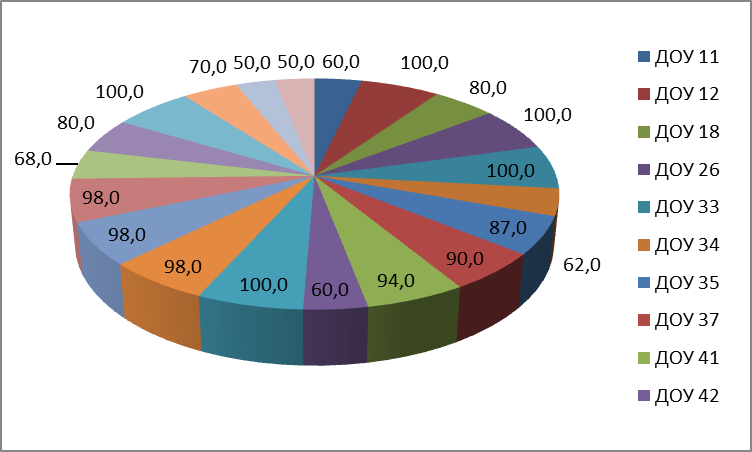 60,0
100,0
80,0
100,0
100,0
62,0
87,0
90,0
94,0
60,0
100,0
98,0
98,0
98,0
68,0
80,0
100,0
70,0
50,0
50,0
ДОУ 11
ДОУ 12
ДОУ 18
ДОУ 26
ДОУ 33
ДОУ 34
ДОУ 35
ДОУ 37
ДОУ 41
ДОУ 42